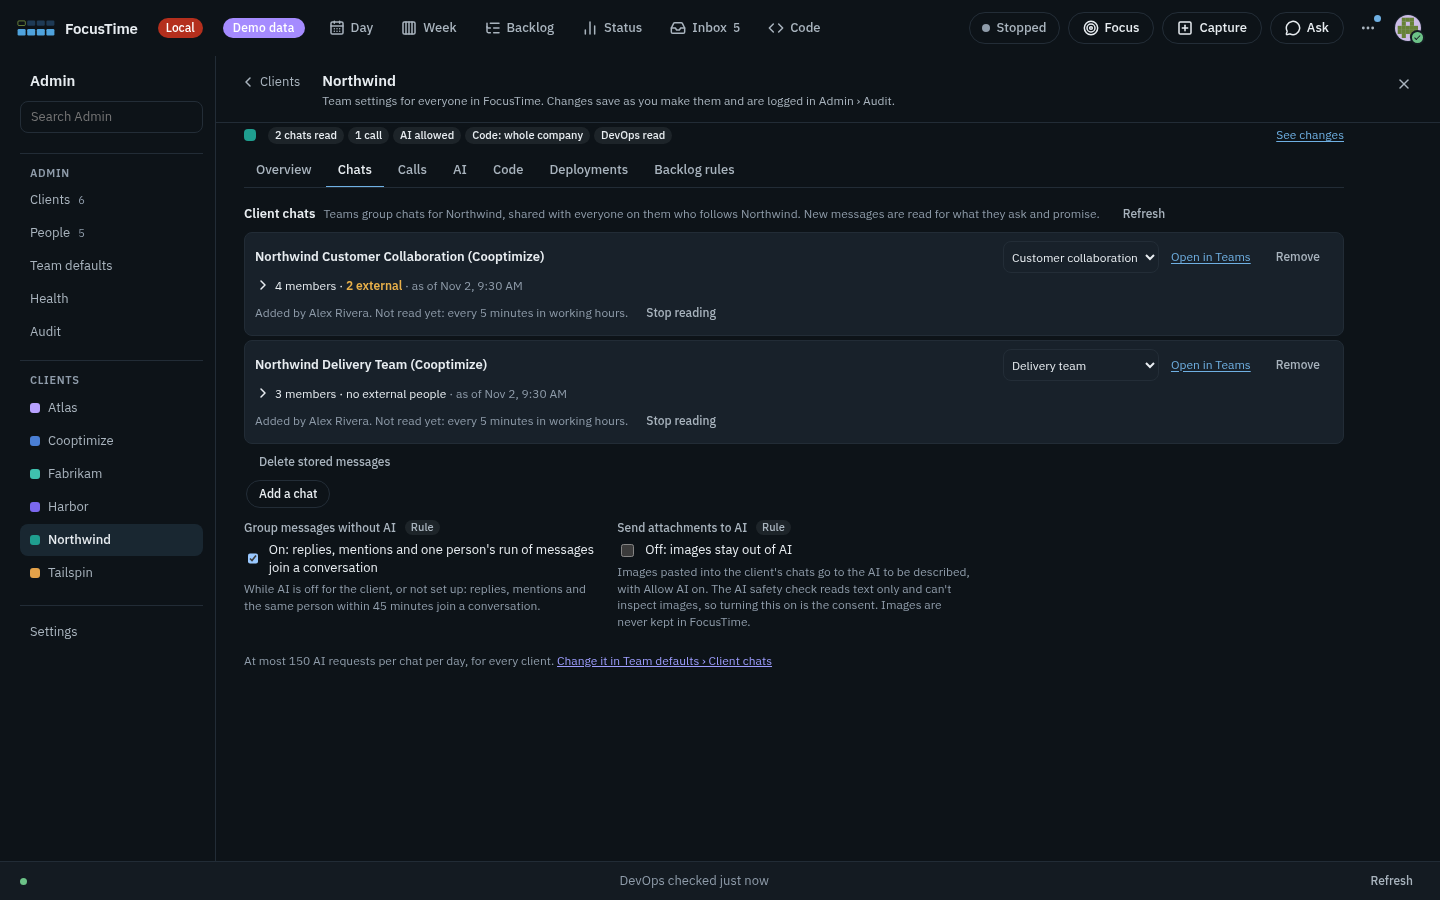 FocusTime
Local
Demo data
Day
Week
Backlog
Status
Inbox 5
Code
Stopped
Focus
Capture
Ask
Admin
Search Admin
ADMIN
Clients 6
People 5
Team defaults
Health
Audit
CLIENTS
Atlas
Cooptimize
Fabrikam
Harbor
Northwind
Tailspin
Settings
Clients
Northwind
Team settings for everyone in FocusTime. Changes save as you make them and are logged in Admin › Audit.
2 chats read
1 call
AI allowed
Code: whole company
DevOps read
See changes
Overview
Chats
Calls
AI
Code
Deployments
Backlog rules
Client chats Teams group chats for Northwind, shared with everyone on them who follows Northwind. New messages are read for what they ask and promise. Refresh
Northwind Customer Collaboration (Cooptimize)
Customer collaboration
Open in Teams
Remove
4 members · 2 external · as of Nov 2, 9:30 AM
Added by Alex Rivera. Not read yet: every 5 minutes in working hours. Stop reading
Northwind Delivery Team (Cooptimize)
Delivery team
Open in Teams
Remove
3 members · no external people · as of Nov 2, 9:30 AM
Added by Alex Rivera. Not read yet: every 5 minutes in working hours. Stop reading
Delete stored messages
Add a chat
Group messages without AI Rule
On: replies, mentions and one person's run of messages
join a conversation
While AI is off for the client, or not set up: replies, mentions and
the same person within 45 minutes join a conversation.
Send attachments to AI Rule
Off: images stay out of AI
Images pasted into the client's chats go to the AI to be described,
with Allow AI on. The AI safety check reads text only and can't
inspect images, so turning this on is the consent. Images are
never kept in FocusTime.
At most 150 AI requests per chat per day, for every client. Change it in Team defaults › Client chats
DevOps checked just now
Refresh